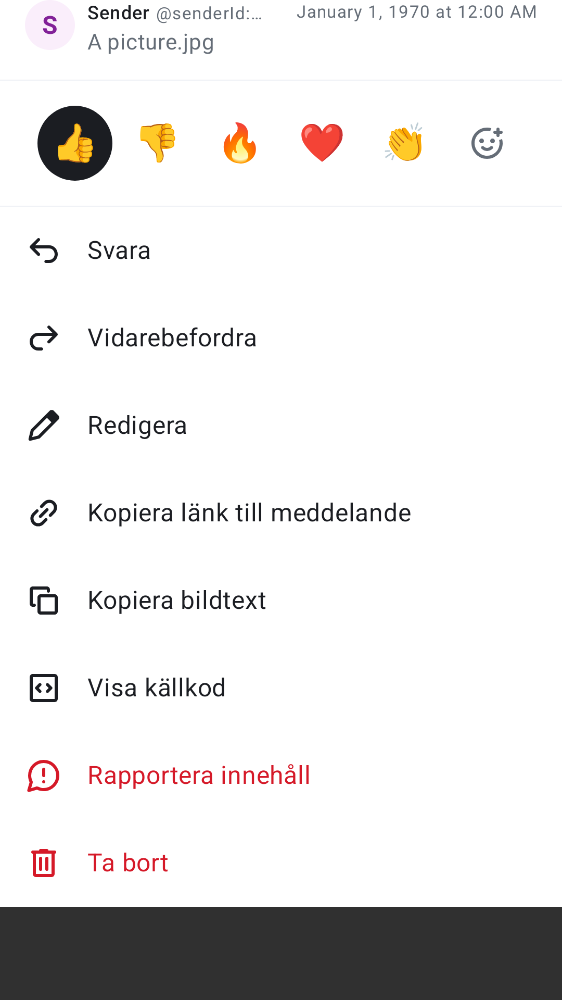 S
Sender @senderId:… January 1, 1970 at 12:00 AM
A picture.jpg
Svara
Vidarebefordra
Redigera
Kopiera länk till meddelande
Kopiera bildtext
Visa källkod
Rapportera innehåll
Ta bort